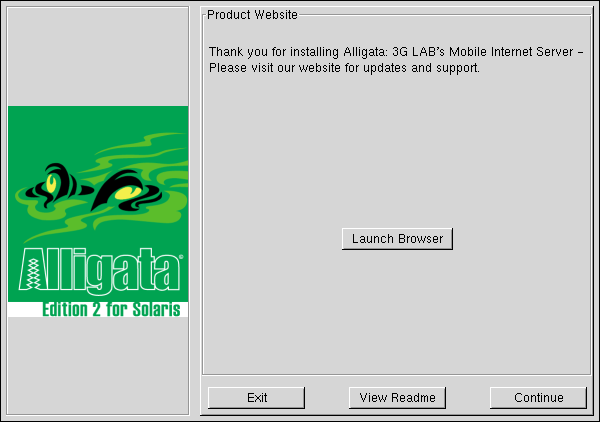 Product Website
Thank you for installing Alligata: 3G LAB's Mobile Internet Server –
Please visit our website for updates and support.
Launch Browser
Alligata®
Edition 2 for Solaris
Exit
View Readme
Continue